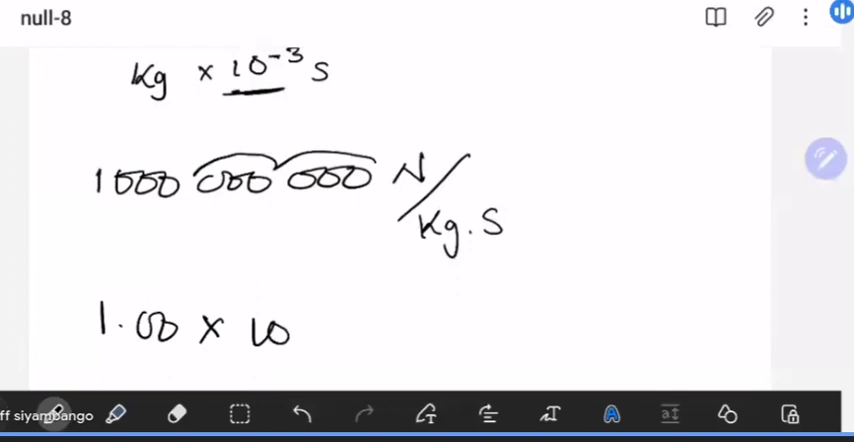 null-8
Kg × 10⁻³ S
1000 000 000 N/Kg.S
1.00 × 10
ff siyambango